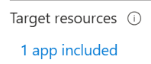 Target resources
1 app included